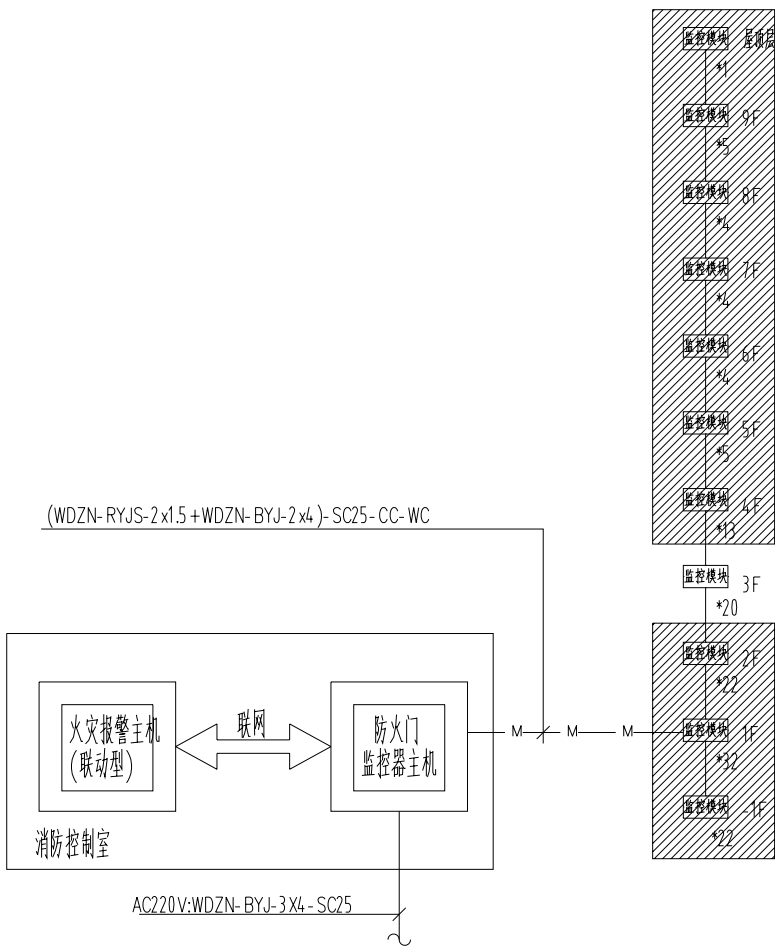 监控模块 屋顶层
*1
监控模块 9F
*5
监控模块 8F
*4
监控模块 7F
*4
监控模块 6F
*4
监控模块 5F
*5
监控模块 4F
*13
(WDZN-RYJS-2x1.5+WDZN-BYJ-2x4)-SC25-CC-WC
监控模块 3F
*20
监控模块 2F
*22
火灾报警主机
(联动型)
联网
防火门
监控器主机
M M M
监控模块 1F
*32
监控模块 -1F
*22
消防控制室
AC220V:WDZN-BYJ-3X4-SC25